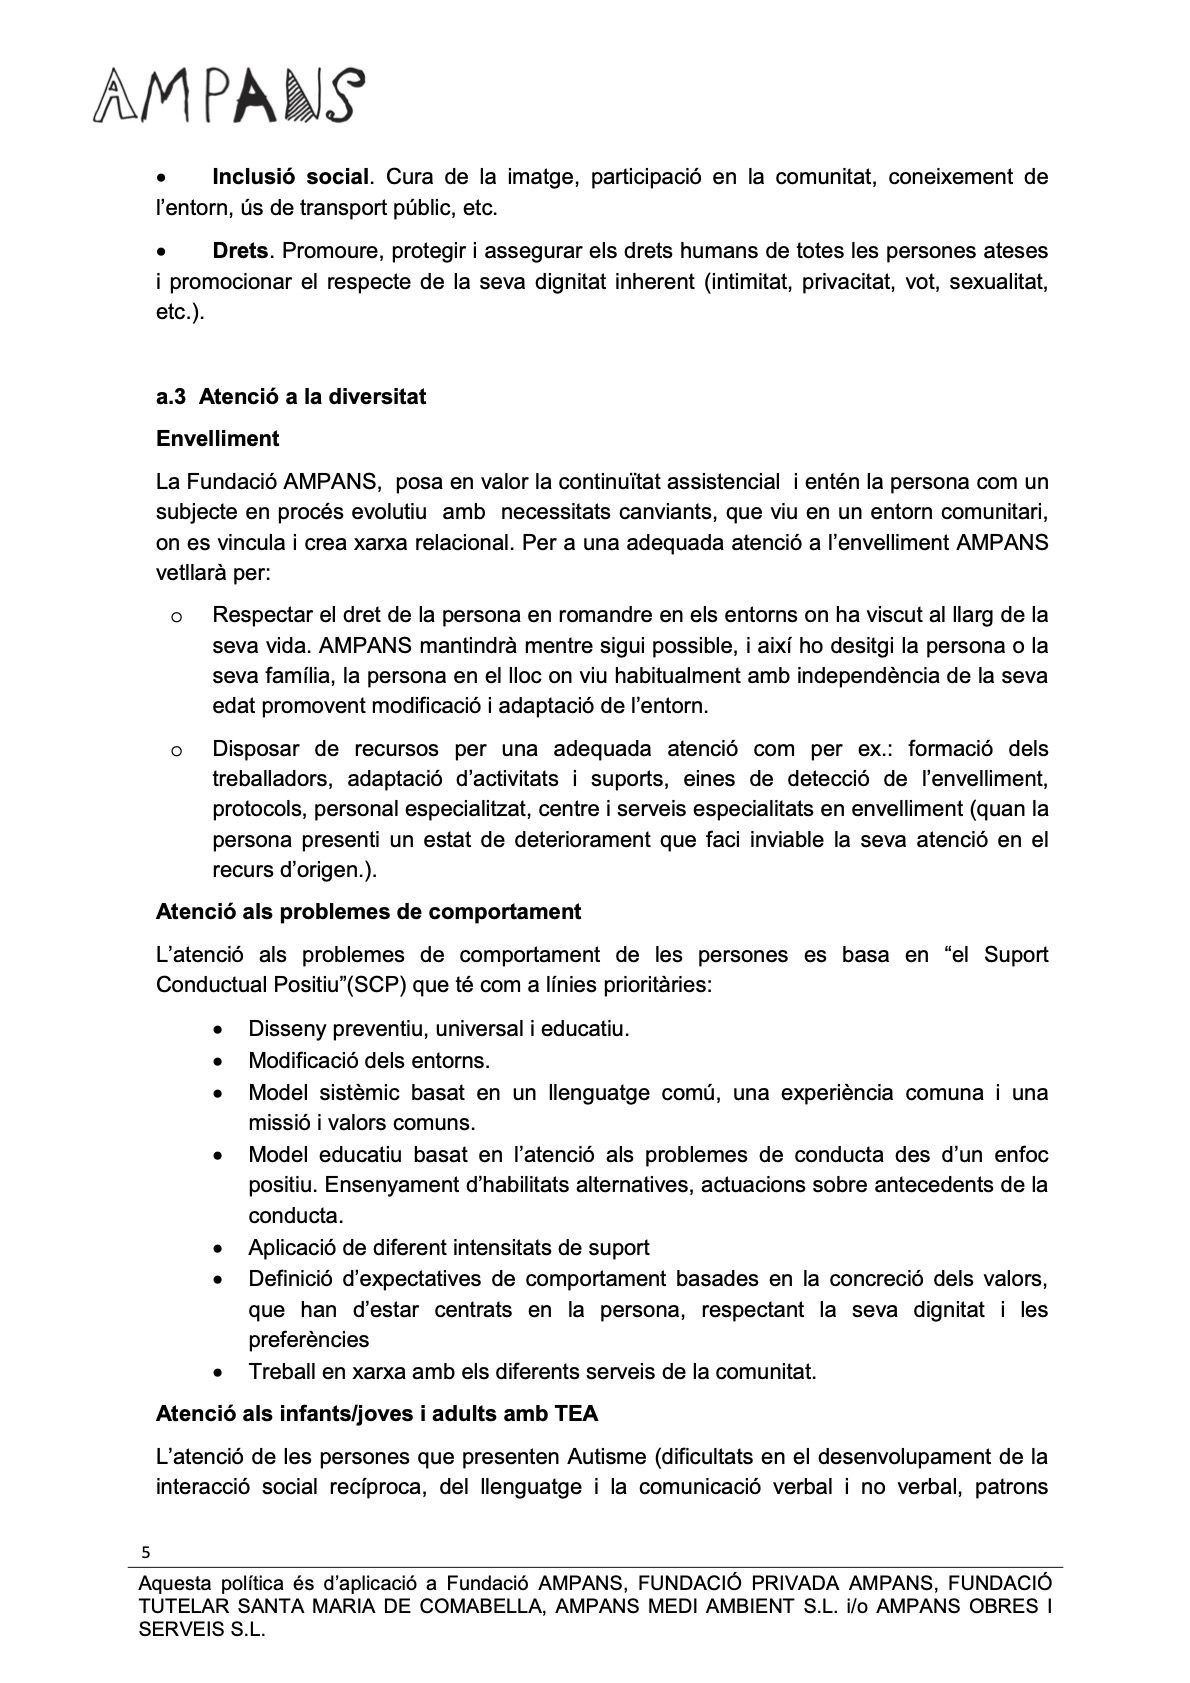 AMPANS
• Inclusió social. Cura de la imatge, participació en la comunitat, coneixement de
l’entorn, ús de transport públic, etc.
• Drets. Promoure, protegir i assegurar els drets humans de totes les persones ateses
i promocionar el respecte de la seva dignitat inherent (intimitat, privacitat, vot, sexualitat,
etc.).
a.3 Atenció a la diversitat
Envelliment
La Fundació AMPANS, posa en valor la continuïtat assistencial i entén la persona com un
subjecte en procés evolutiu amb necessitats canviants, que viu en un entorn comunitari,
on es vincula i crea xarxa relacional. Per a una adequada atenció a l’envelliment AMPANS
vetllarà per:
o Respectar el dret de la persona en romandre en els entorns on ha viscut al llarg de la
seva vida. AMPANS mantindrà mentre sigui possible, i així ho desitgi la persona o la
seva família, la persona en el lloc on viu habitualment amb independència de la seva
edat promovent modificació i adaptació de l’entorn.
o Disposar de recursos per una adequada atenció com per ex.: formació dels
treballadors, adaptació d’activitats i suports, eines de detecció de l’envelliment,
protocols, personal especialitzat, centre i serveis especialitats en envelliment (quan la
persona presenti un estat de deteriorament que faci inviable la seva atenció en el
recurs d’origen.).
Atenció als problemes de comportament
L’atenció als problemes de comportament de les persones es basa en “el Suport
Conductual Positiu”(SCP) que té com a línies prioritàries:
• Disseny preventiu, universal i educatiu.
• Modificació dels entorns.
• Model sistèmic basat en un llenguatge comú, una experiència comuna i una
missió i valors comuns.
• Model educatiu basat en l’atenció als problemes de conducta des d’un enfoc
positiu. Ensenyament d’habilitats alternatives, actuacions sobre antecedents de la
conducta.
• Aplicació de diferent intensitats de suport
• Definició d’expectatives de comportament basades en la concreció dels valors,
que han d’estar centrats en la persona, respectant la seva dignitat i les
preferències
• Treball en xarxa amb els diferents serveis de la comunitat.
Atenció als infants/joves i adults amb TEA
L’atenció de les persones que presenten Autisme (dificultats en el desenvolupament de la
interacció social recíproca, del llenguatge i la comunicació verbal i no verbal, patrons
5
Aquesta política és d’aplicació a Fundació AMPANS, FUNDACIÓ PRIVADA AMPANS, FUNDACIÓ
TUTELAR SANTA MARIA DE COMABELLA, AMPANS MEDI AMBIENT S.L. i/o AMPANS OBRES I
SERVEIS S.L.